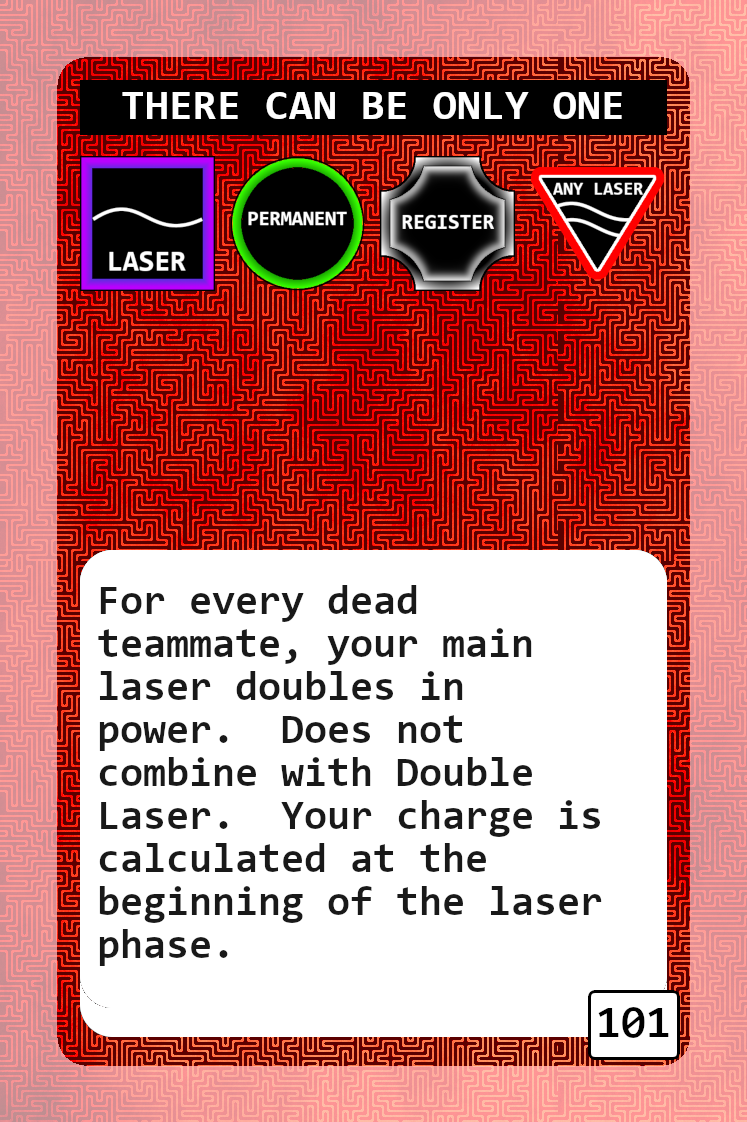 THERE CAN BE ONLY ONE
LASER
PERMANENT
REGISTER
ANY LASER
For every dead
teammate, your main
laser doubles in
power.  Does not
combine with Double
Laser.  Your charge is
calculated at the
beginning of the laser
phase.
101